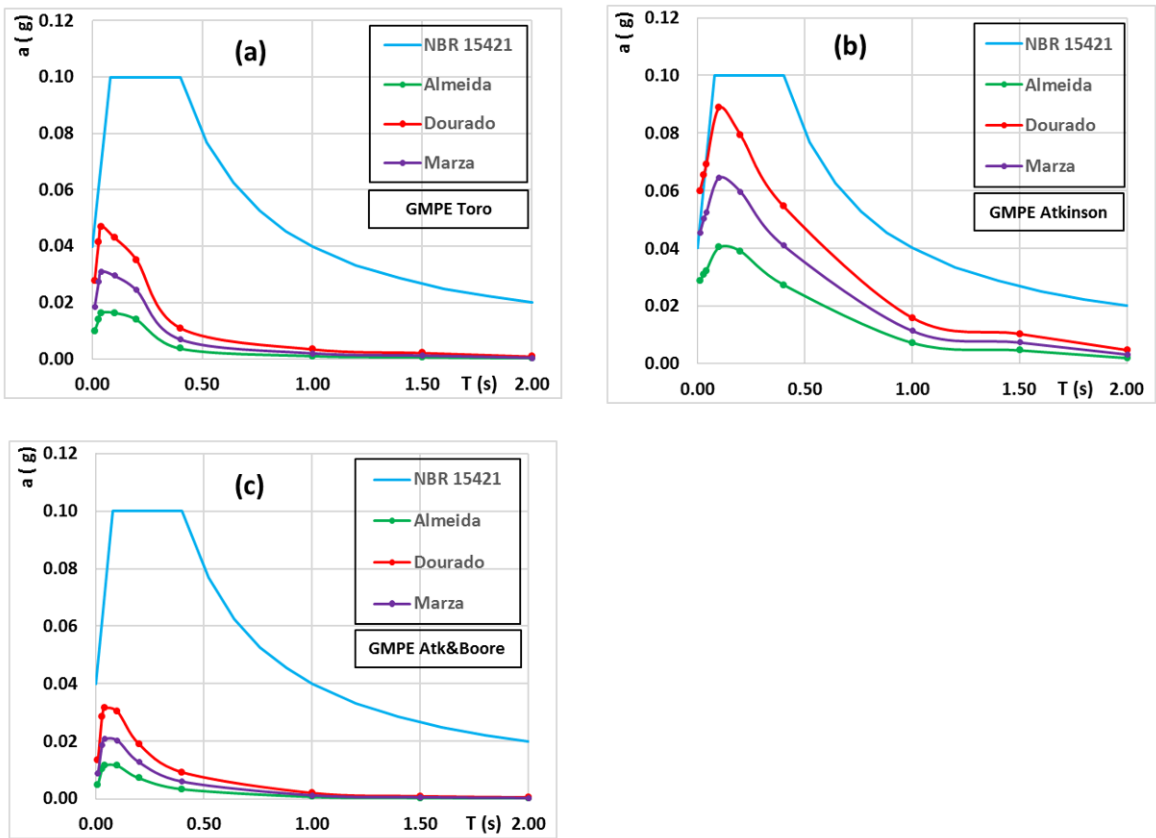 a ( g )
0.12
0.10
0.08
0.06
0.04
0.02
0.00
(a)
NBR 15421
Almeida
Dourado
Marza
GMPE Toro
0.00 0.50 1.00 1.50 T (s) 2.00
a ( g )
0.12
0.10
0.08
0.06
0.04
0.02
0.00
(b)
NBR 15421
Almeida
Dourado
Marza
GMPE Atkinson
0.00 0.50 1.00 1.50 T (s) 2.00
a ( g )
0.12
0.10
0.08
0.06
0.04
0.02
0.00
(c)
NBR 15421
Almeida
Dourado
Marza
GMPE Atk&Boore
0.00 0.50 1.00 1.50 T (s) 2.00